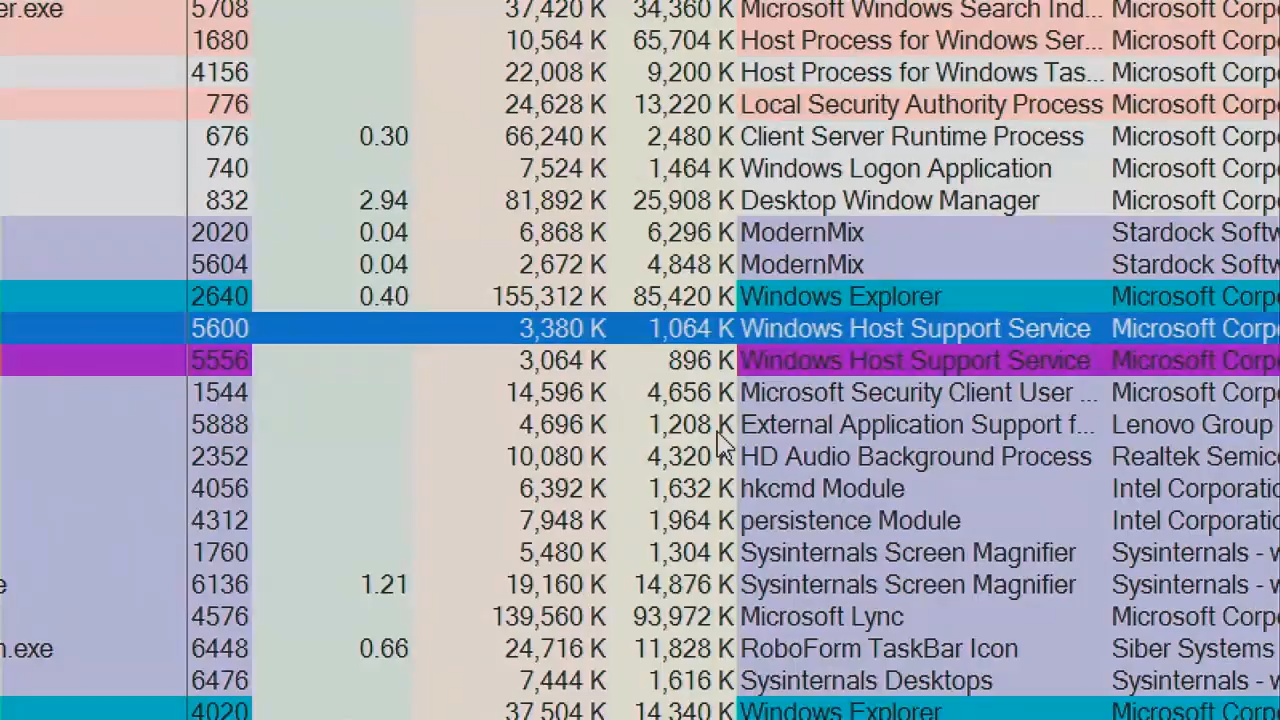 er.exe 5708 37,420 K 34,360 K Microsoft Windows Search Ind... Microsoft Corp
1680 10,564 K 65,704 K Host Process for Windows Ser... Microsoft Corp
4156 22,008 K 9,200 K Host Process for Windows Tas... Microsoft Corp
776 24,628 K 13,220 K Local Security Authority Process Microsoft Corp
676 0.30 66,240 K 2,480 K Client Server Runtime Process Microsoft Corp
740 7,524 K 1,464 K Windows Logon Application Microsoft Corp
832 2.94 81,892 K 25,908 K Desktop Window Manager Microsoft Corp
2020 0.04 6,868 K 6,296 K ModernMix Stardock Softw
5604 0.04 2,672 K 4,848 K ModernMix Stardock Softw
2640 0.40 155,312 K 85,420 K Windows Explorer Microsoft Corp
5600 3,380 K 1,064 K Windows Host Support Service Microsoft Corp
5556 3,064 K 896 K Windows Host Support Service Microsoft Corp
1544 14,596 K 4,656 K Microsoft Security Client User ... Microsoft Corp
5888 4,696 K 1,208 K External Application Support f... Lenovo Group
2352 10,080 K 4,320 K HD Audio Background Process Realtek Semic
4056 6,392 K 1,632 K hkcmd Module Intel Corporatio
4312 7,948 K 1,964 K persistence Module Intel Corporatio
1760 5,480 K 1,304 K Sysinternals Screen Magnifier Sysinternals - w
e 6136 1.21 19,160 K 14,876 K Sysinternals Screen Magnifier Sysinternals - w
4576 139,560 K 93,972 K Microsoft Lync Microsoft Corp
n.exe 6448 0.66 24,716 K 11,828 K RoboForm TaskBar Icon Siber Systems
6476 7,444 K 1,616 K Sysinternals Desktops Sysinternals - w
4020 37,504 K 14,340 K Windows Explorer Microsoft Corp